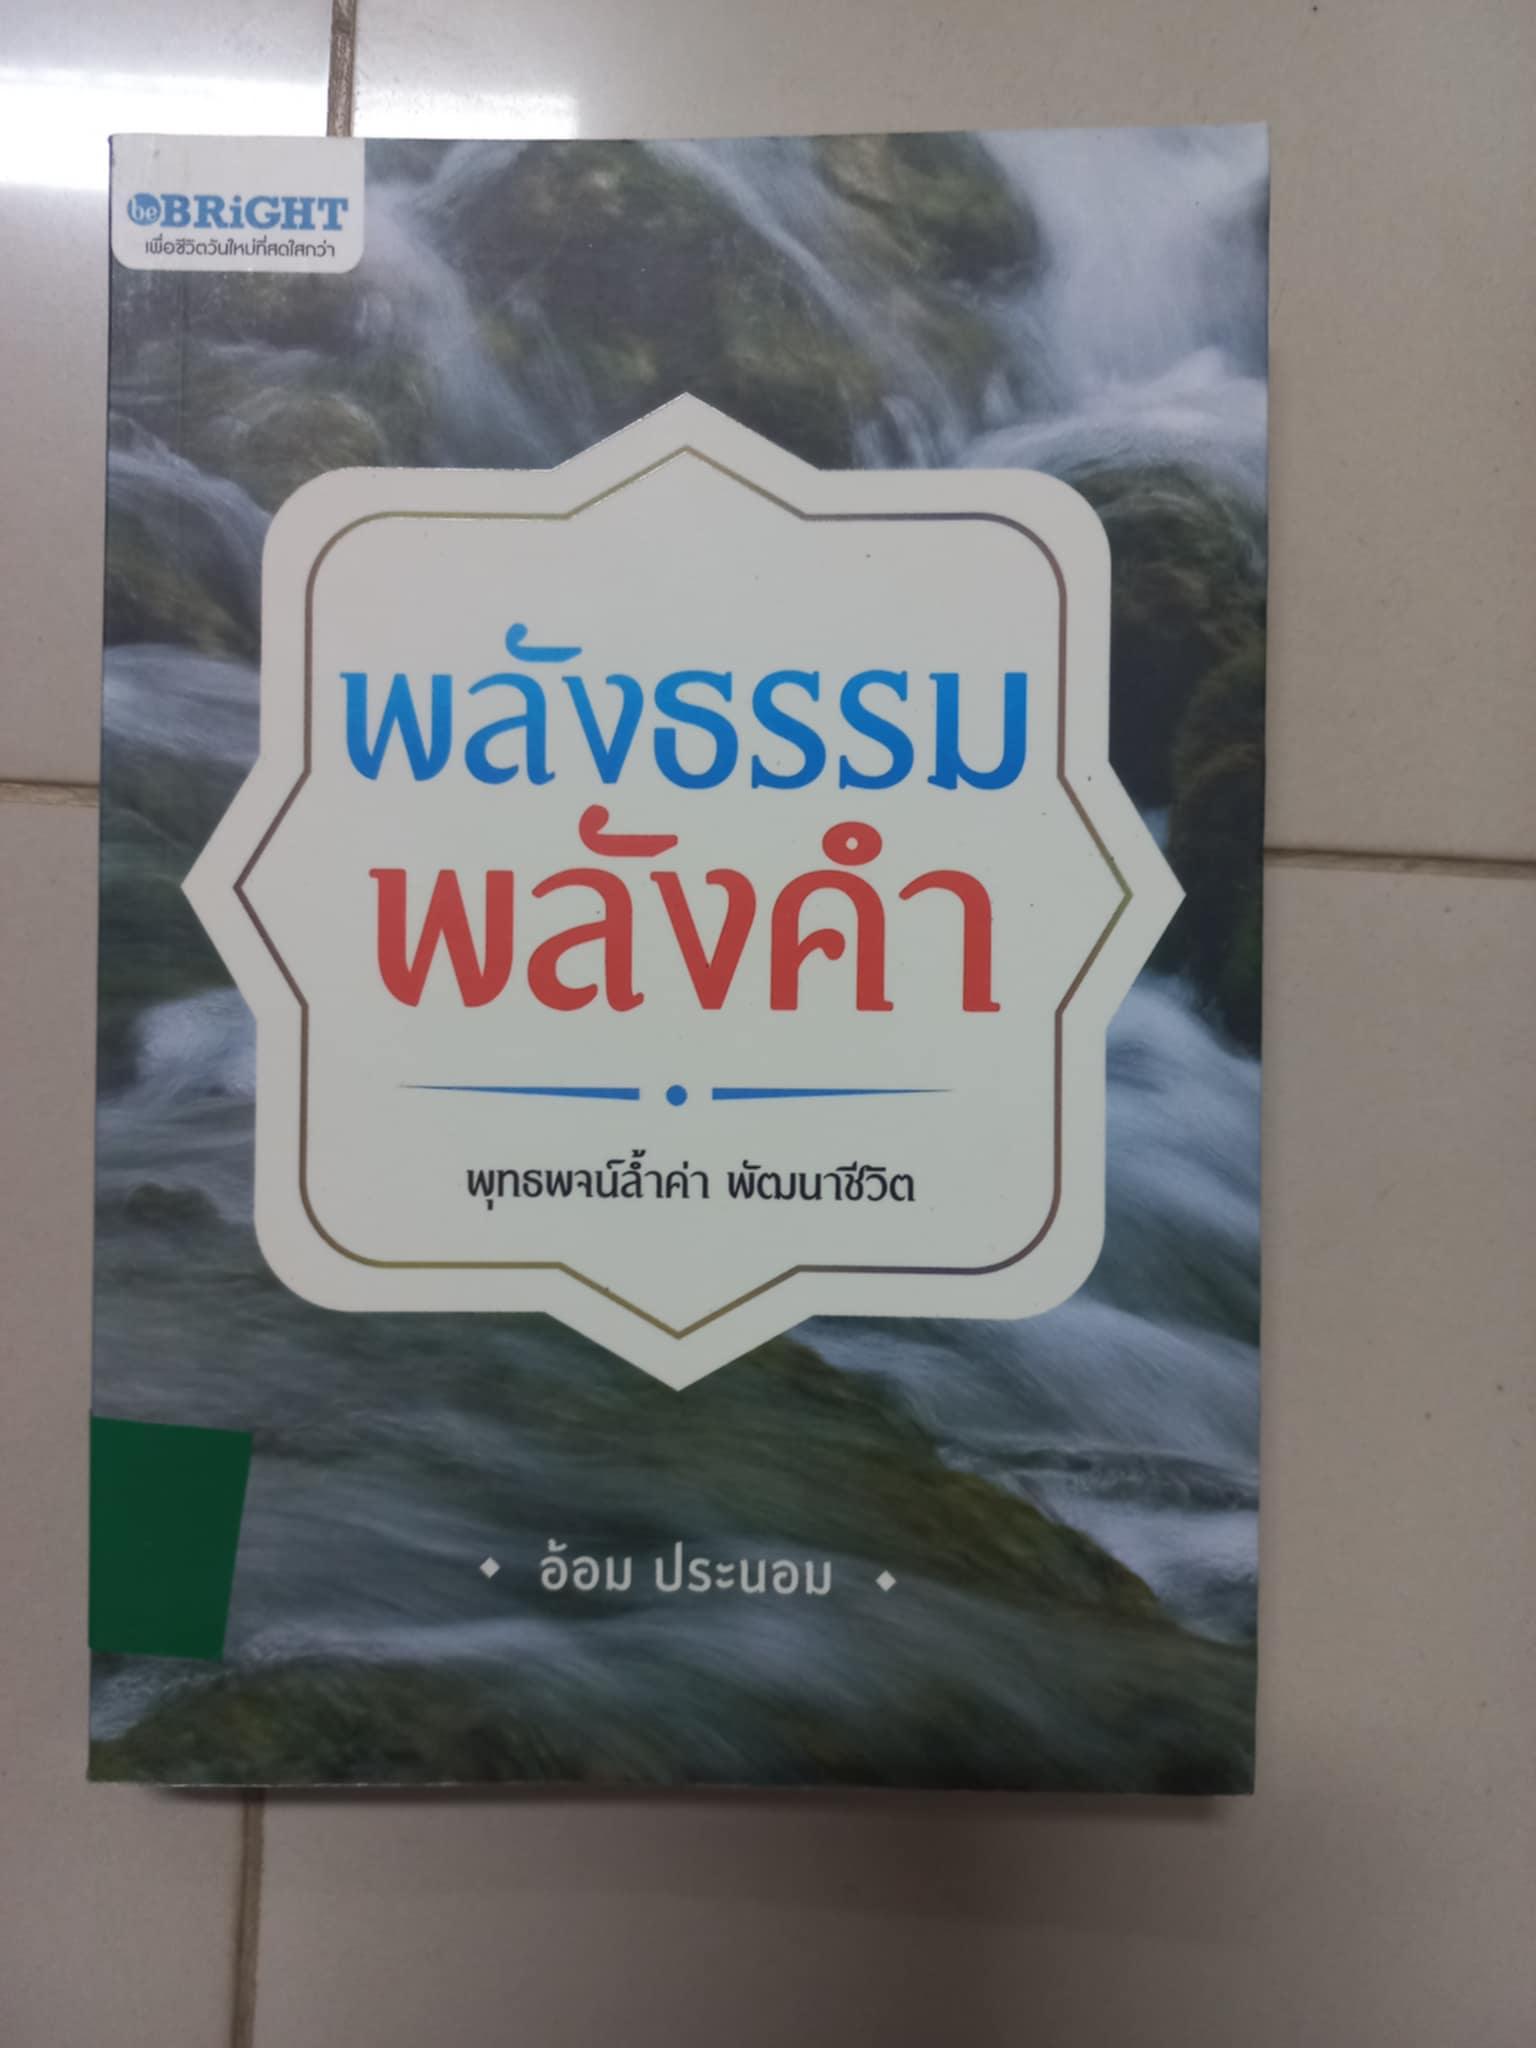 beBRiGHT
เพื่อชีวิตวันใหม่ที่สดใสกว่า
พลังธรรม
พลังคำ
พุทธพจน์ล้ำค่า พัฒนาชีวิต
อ้อม ประนอม